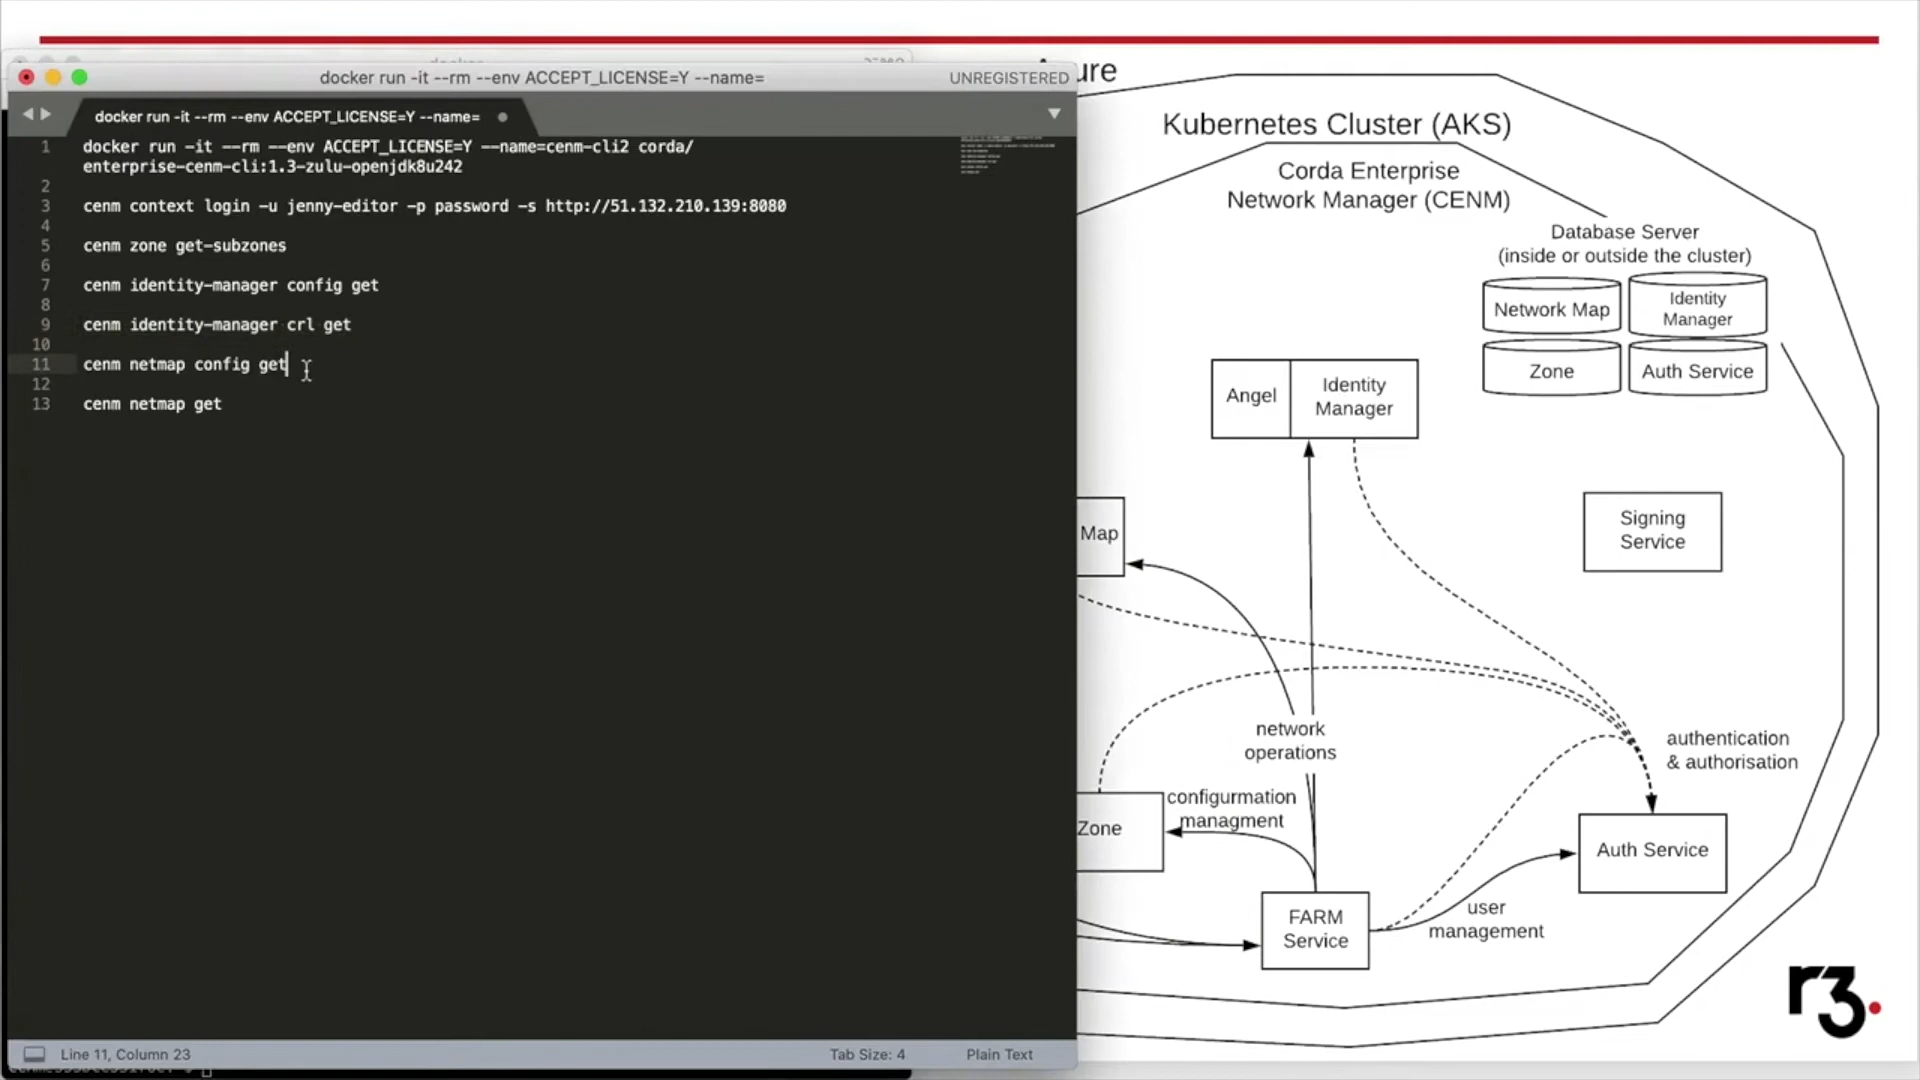 docker run -it --rm --env ACCEPT_LICENSE=Y --name=
UNREGISTERED
docker run -it --rm --env ACCEPT_LICENSE=Y --name=
1 docker run -it --rm --env ACCEPT_LICENSE=Y --name=cenm-cli2 corda/
enterprise-cenm-cli:1.3-zulu-openjdk8u242
2
3 cenm context login -u jenny-editor -p password -s http://51.132.210.139:8080
4
5 cenm zone get-subzones
6
7 cenm identity-manager config get
8
9 cenm identity-manager crl get
10
11 cenm netmap config get
12
13 cenm netmap get
Line 11, Column 23
Tab Size: 4
Plain Text
Kubernetes Cluster (AKS)
Corda Enterprise
Network Manager (CENM)
Database Server
(inside or outside the cluster)
Network Map
Identity
Manager
Zone
Auth Service
Angel
Identity
Manager
Map
Signing
Service
network
operations
authentication
& authorisation
configurmation
managment
Zone
Auth Service
FARM
Service
user
management
r3.